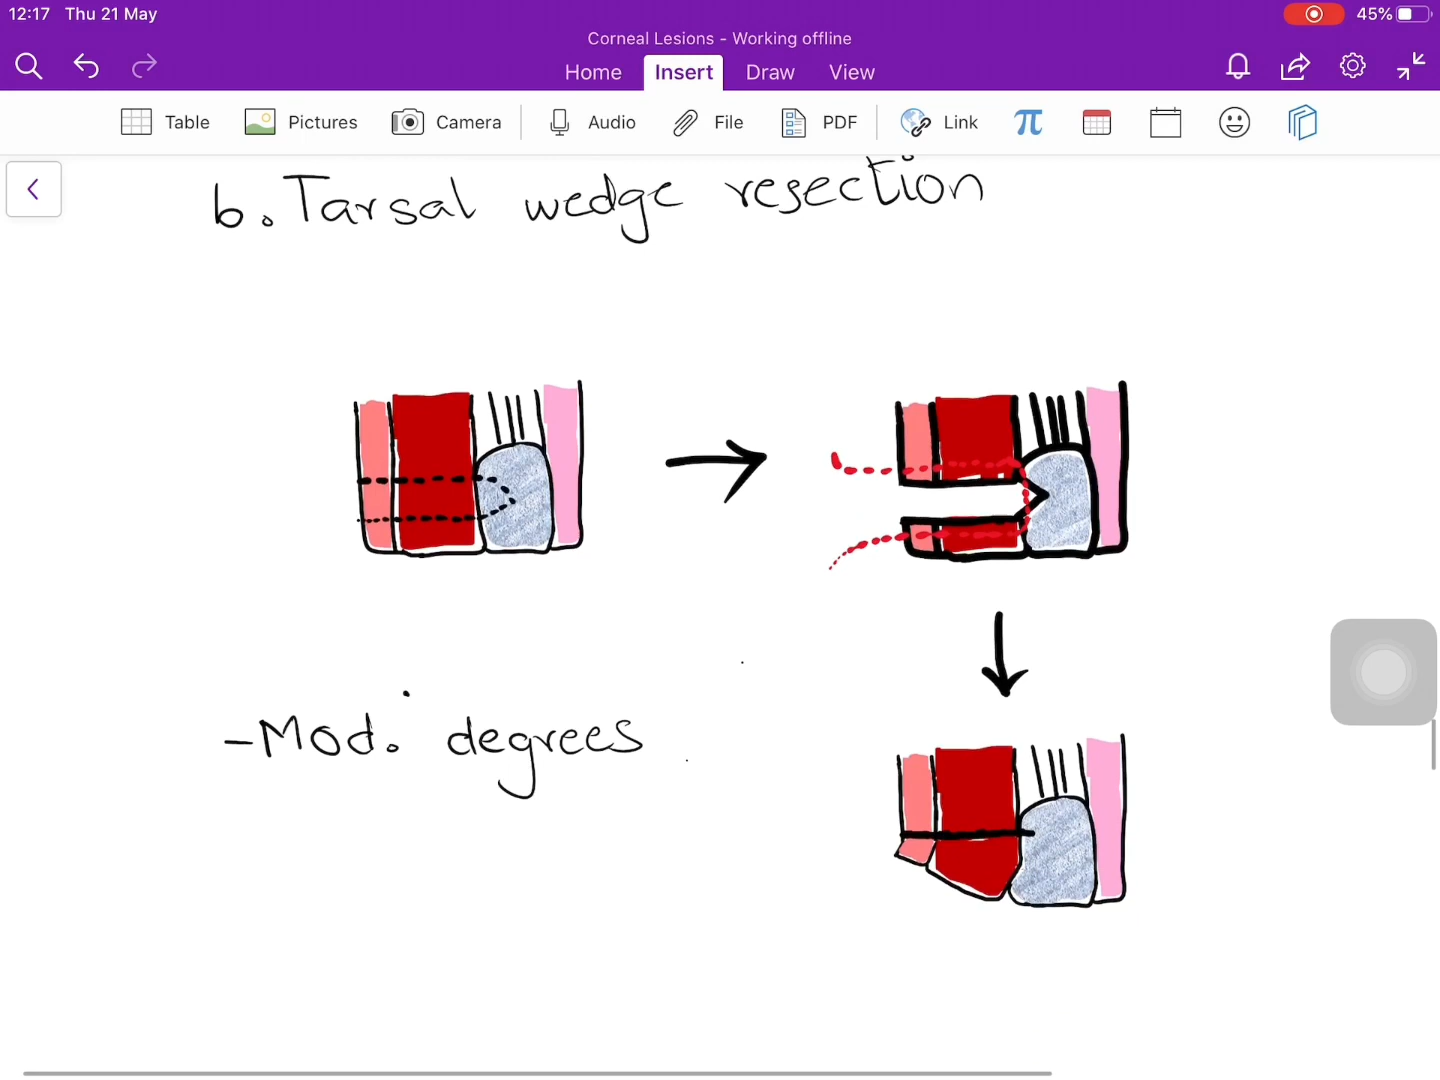 12:17 Thu 21 May
45%
Corneal Lesions - Working offline
Home Insert Draw View
Table Pictures Camera Audio File PDF Link π
b. Tarsal wedge resection
- Mod. degrees